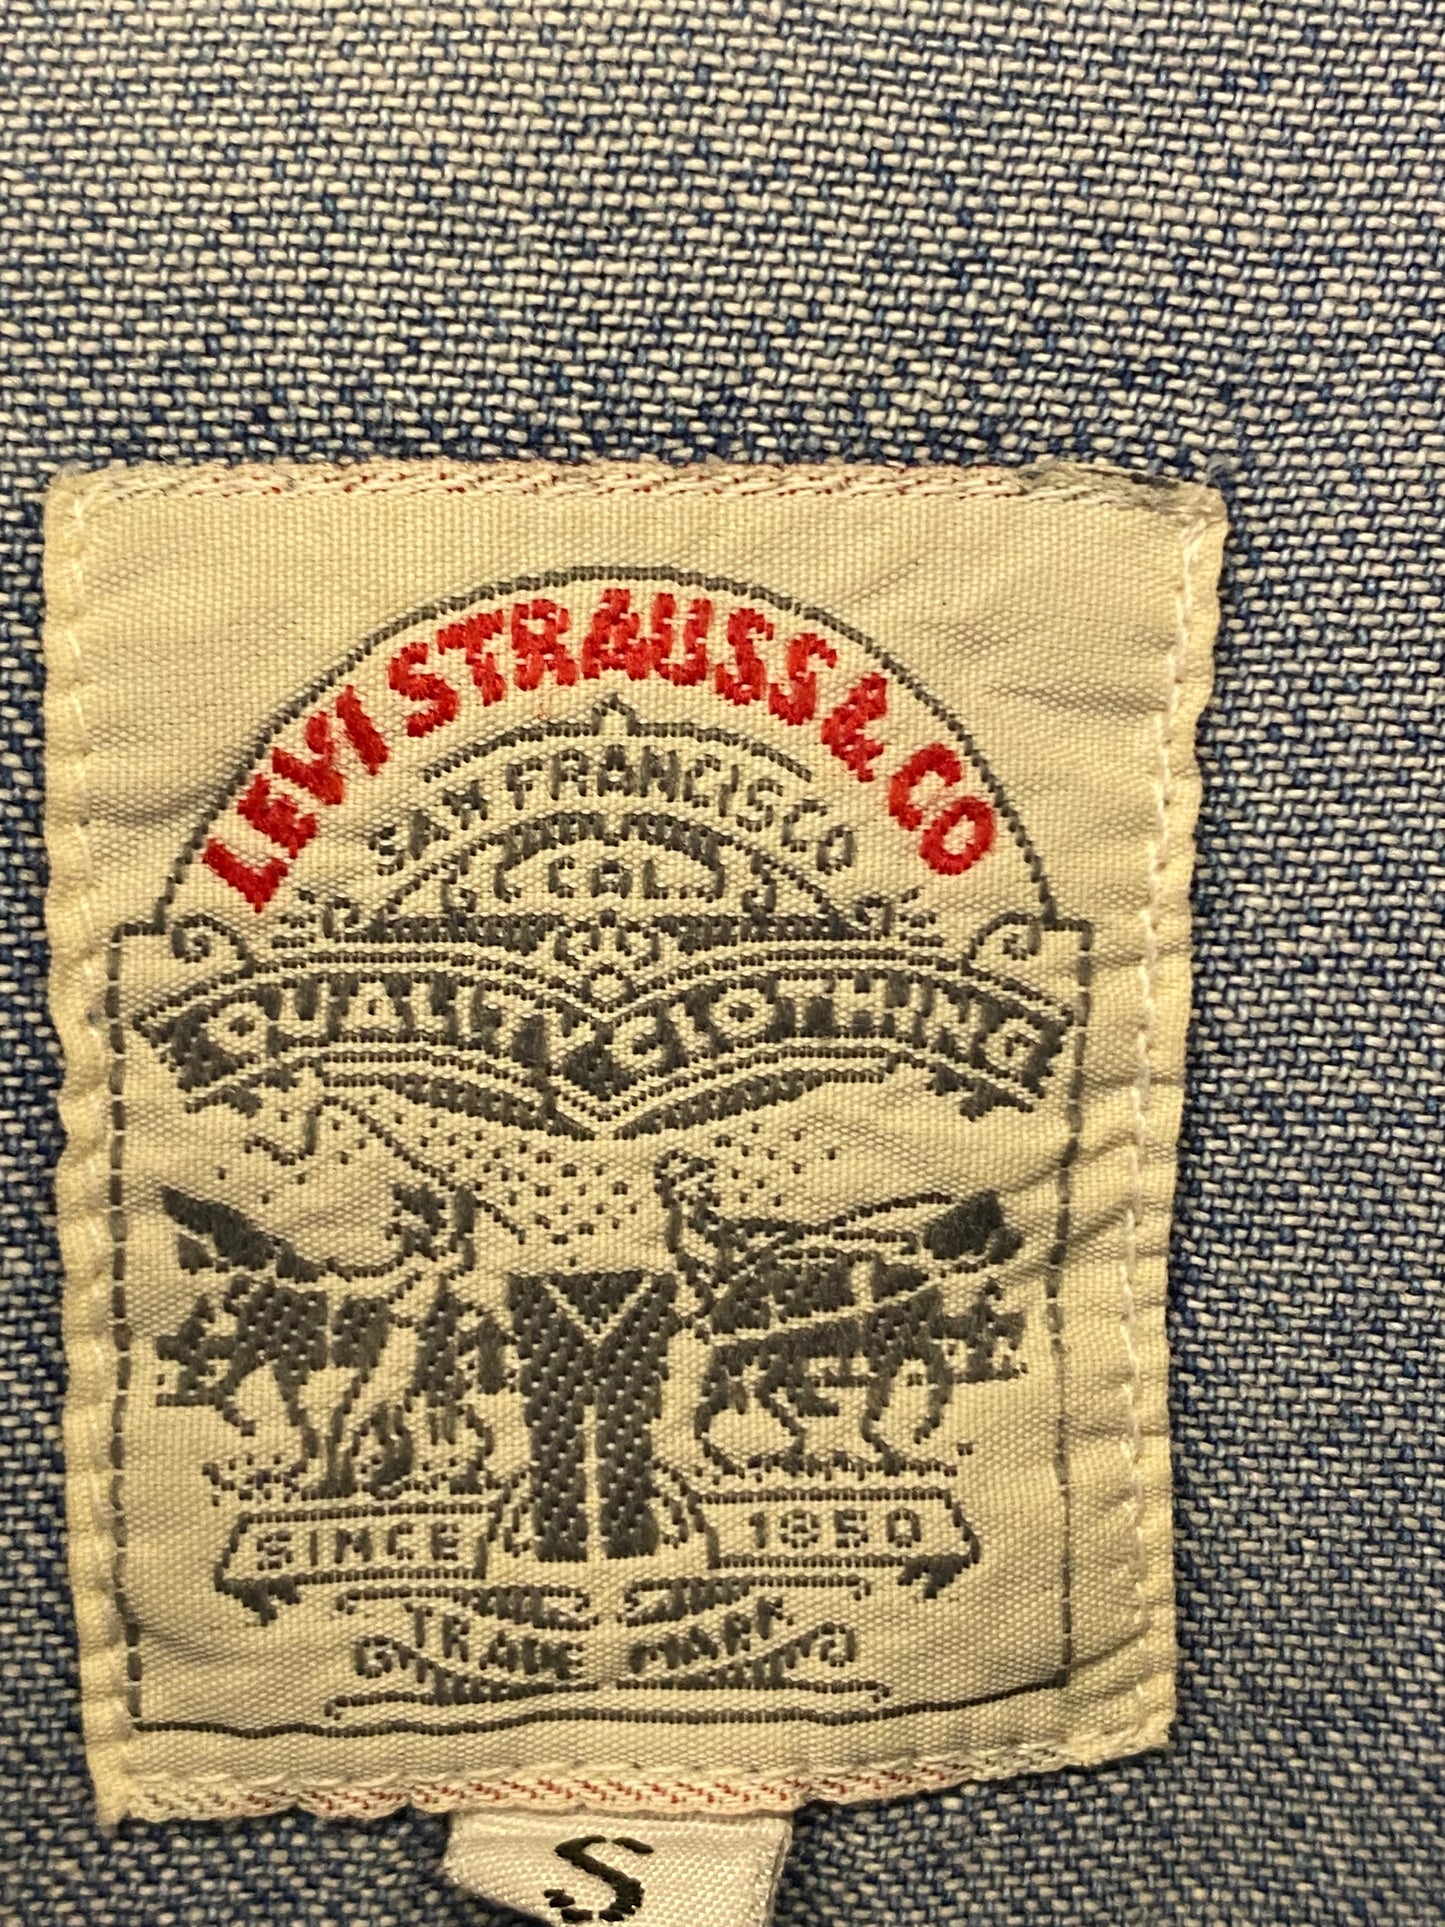 LEVI STRAUSS & CO
SAN FRANCISCO
CAL.
QUALITY CLOTHING
SINCE 1850
TRADE MARK
S